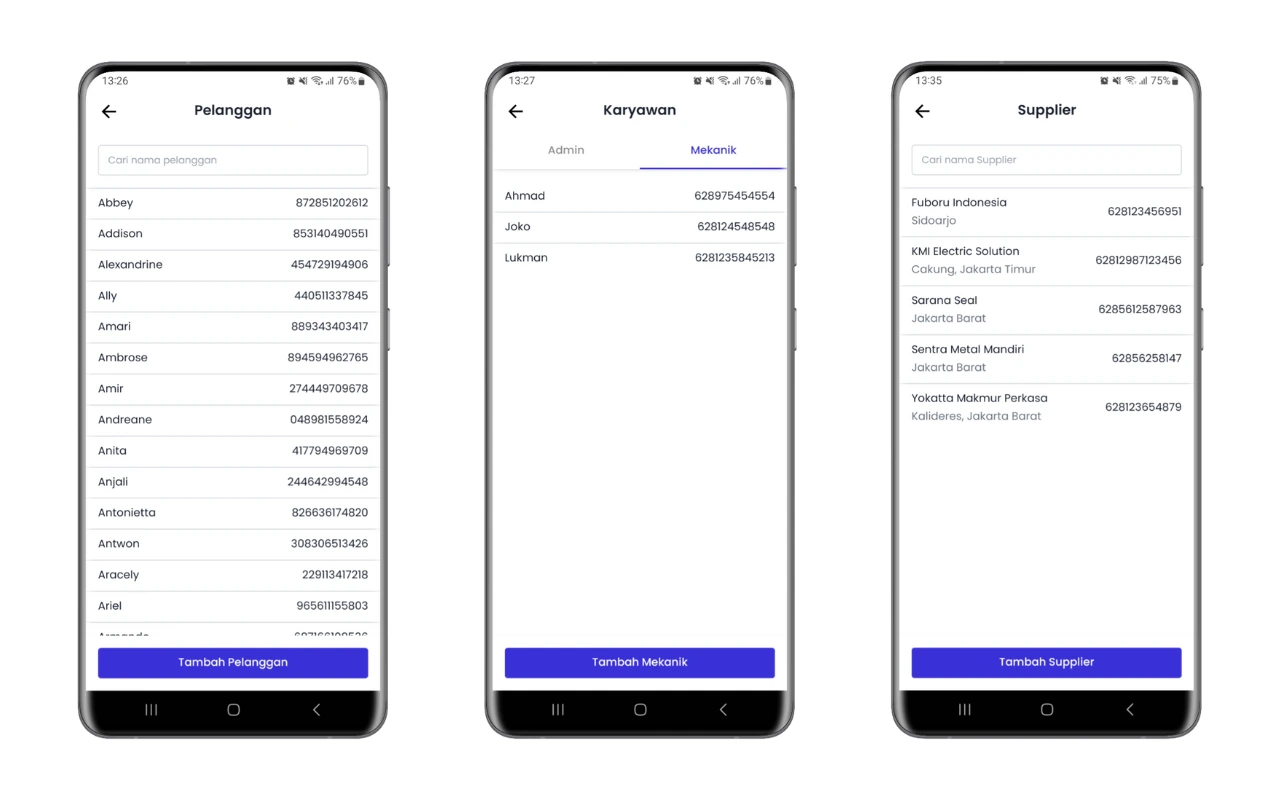 13:26 76%
Pelanggan
Cari nama pelanggan
Abbey 872851202612
Addison 853140490551
Alexandrine 454729194906
Ally 440511337845
Amari 889343403417
Ambrose 894594962765
Amir 274449709678
Andreane 048981558924
Anita 417794969709
Anjali 244642994548
Antonietta 826636174820
Antwon 308306513426
Aracely 229113417218
Ariel 965611155803
Tambah Pelanggan
13:27 76%
Karyawan
Admin Mekanik
Ahmad 628975454554
Joko 628124548548
Lukman 6281235845213
Tambah Mekanik
13:35 75%
Supplier
Cari nama Supplier
Fuboru Indonesia 628123456951
Sidoarjo
KMI Electric Solution 62812987123456
Cakung, Jakarta Timur
Sarana Seal 6285612587963
Jakarta Barat
Sentra Metal Mandiri 62856258147
Jakarta Barat
Yokatta Makmur Perkasa 628123654879
Kalideres, Jakarta Barat
Tambah Supplier